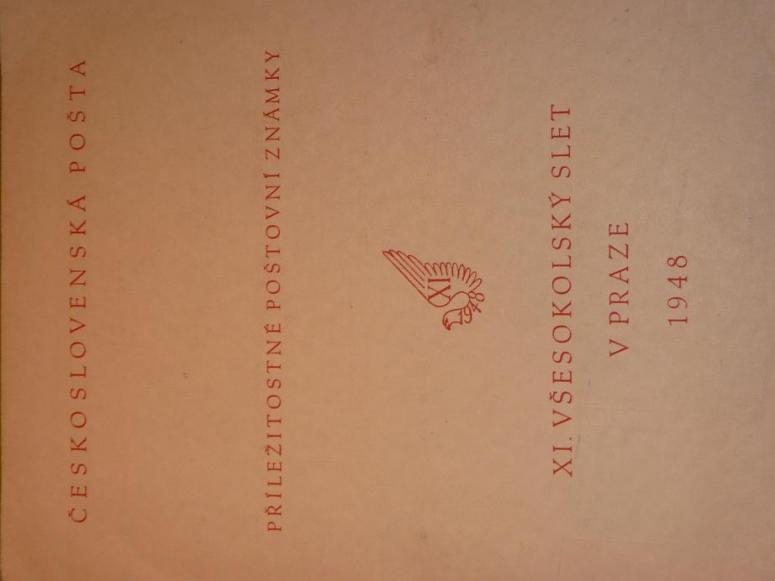 ČESKOSLOVENSKÁ POŠTA
PŘÍLEŽITOSTNÉ POŠTOVNÍ ZNÁMKY
XI
1948
XI. VŠESOKOLSKÝ SLET
V PRAZE
1948